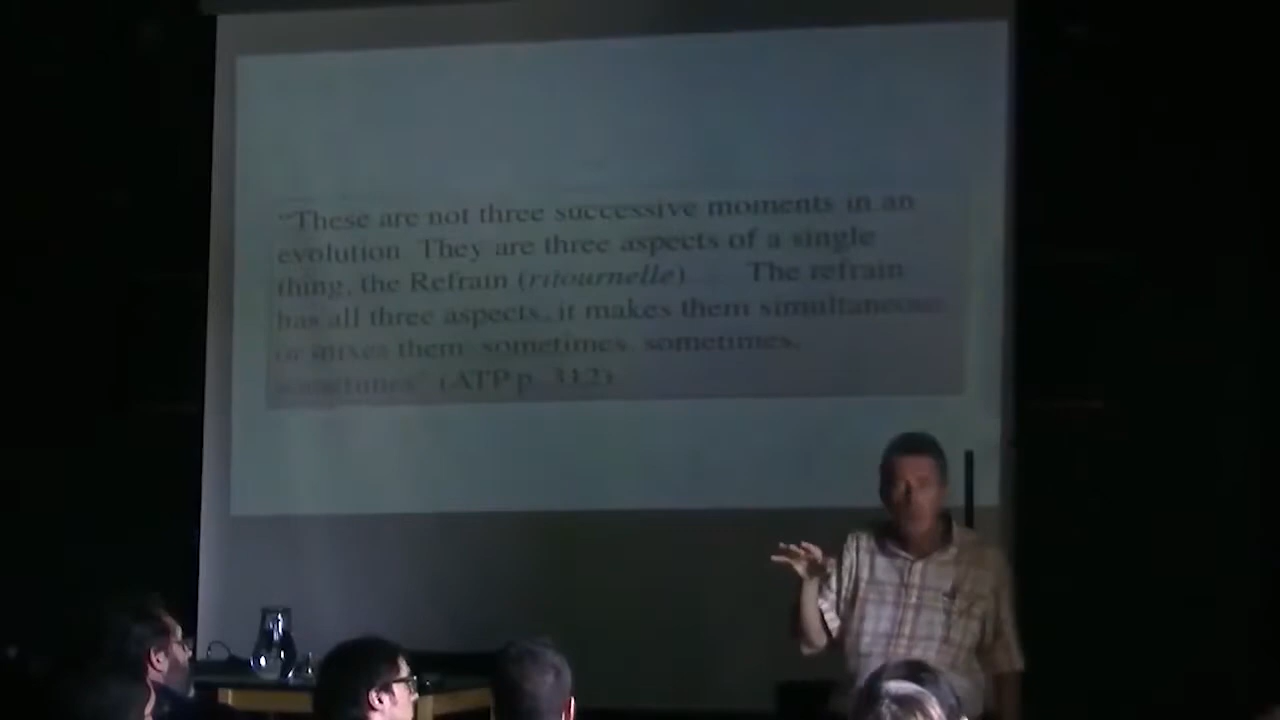 "These are not three successive moments in an
evolution. They are three aspects of a single
thing, the Refrain (ritournelle) ... The refrain
has all three aspects, it makes them simultaneous
or mixes them: sometimes, sometimes,
sometimes" (ATP p. 312)